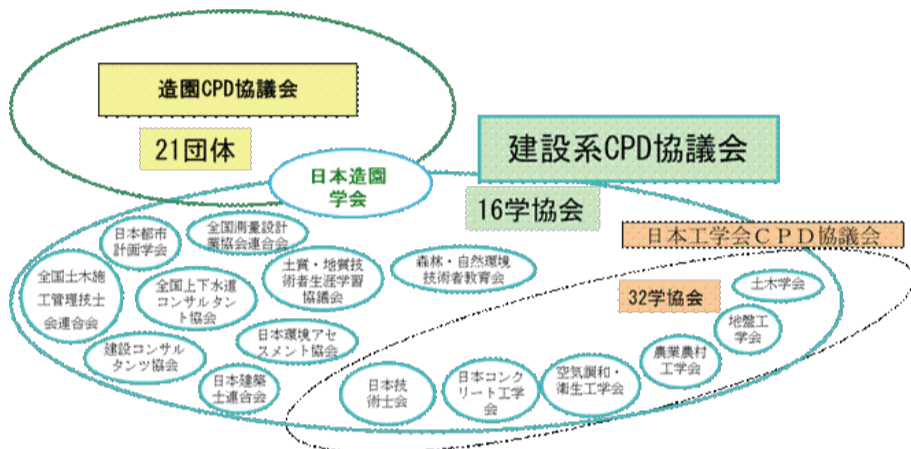 造園CPD協議会
21団体
建設系CPD協議会
日本造園
学会
16学協会
日本工学会ＣＰＤ協議会
32学協会
日本都市
計画学会
全国測量設計
業協会連合会
全国土木施
工管理技士
会連合会
全国上下水道
コンサルタン
ト協会
土質・地質技
術者生涯学習
協議会
森林・自然環境
技術者教育会
土木学会
地盤工
学会
建設コンサル
タンツ協会
日本環境アセ
スメント協会
日本建築
士連合会
日本技
術士会
日本コンク
リート工学
会
空気調和・
衛生工学会
農業農村
工学会